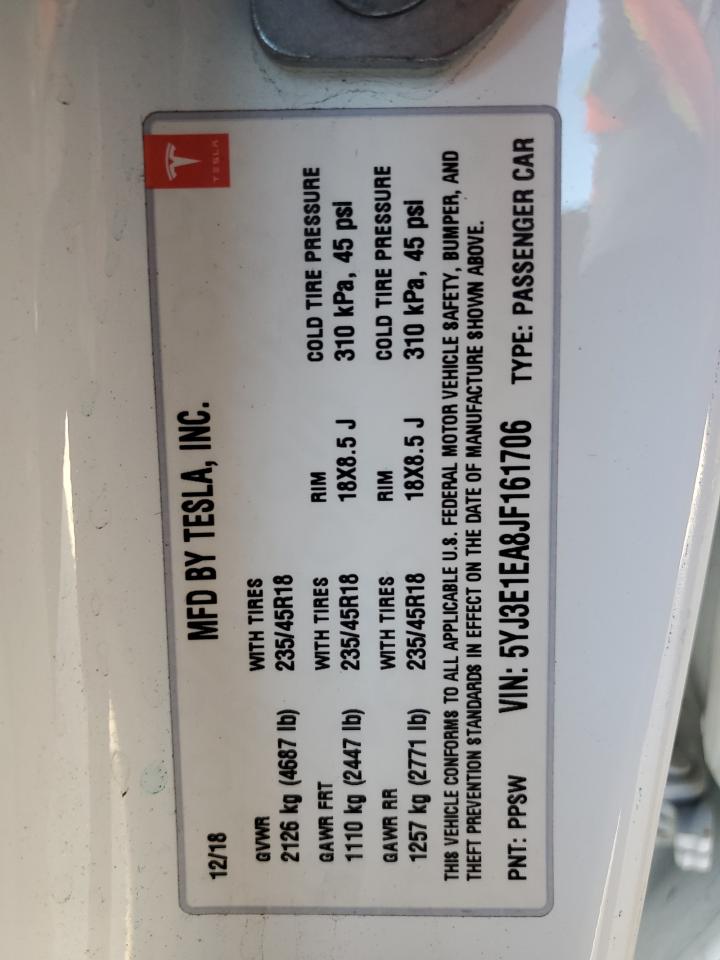 TESLA
12/18 MFD BY TESLA, INC.
GVWR WITH TIRES
2126 kg (4687 lb) 235/45R18
GAWR FRT WITH TIRES RIM COLD TIRE PRESSURE
1110 kg (2447 lb) 235/45R18 18X8.5 J 310 kPa, 45 psi
GAWR RR WITH TIRES RIM COLD TIRE PRESSURE
1257 kg (2771 lb) 235/45R18 18X8.5 J 310 kPa, 45 psi
THIS VEHICLE CONFORMS TO ALL APPLICABLE U.S. FEDERAL MOTOR VEHICLE SAFETY, BUMPER, AND
THEFT PREVENTION STANDARDS IN EFFECT ON THE DATE OF MANUFACTURE SHOWN ABOVE.
PNT: PPSW VIN: 5YJ3E1EA8JF161706 TYPE: PASSENGER CAR